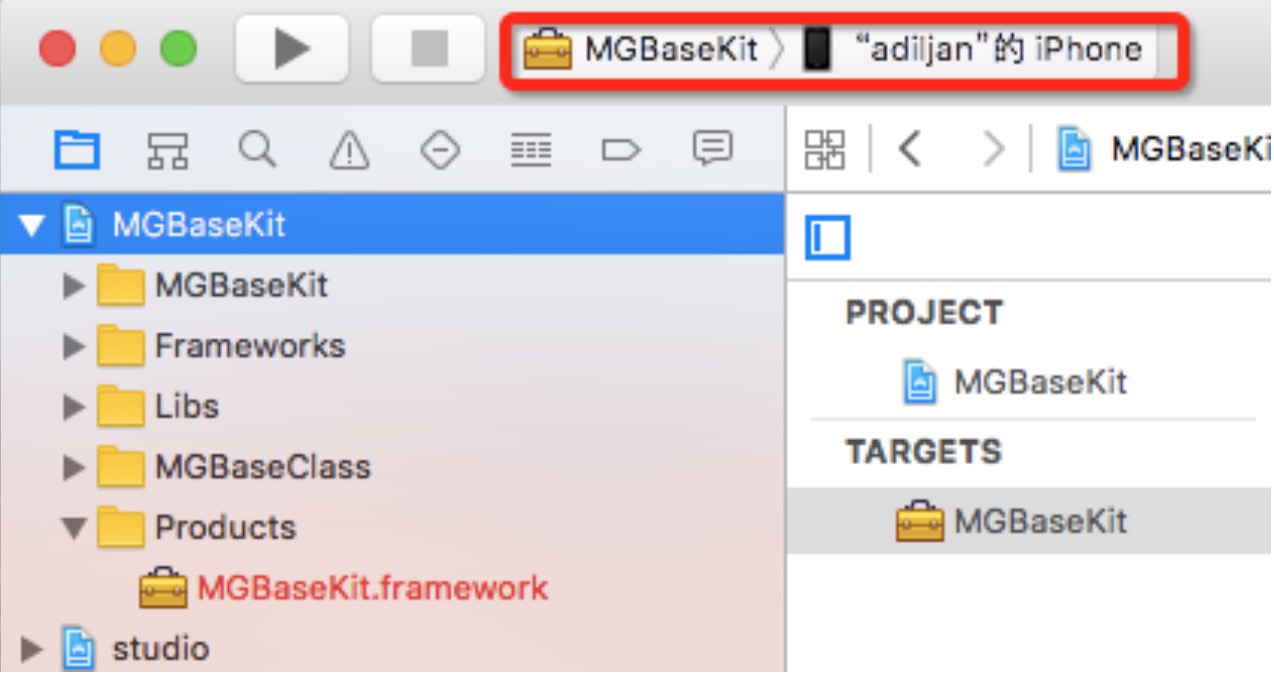 MGBaseKit “adiljan”的 iPhone
MGBaseKi
MGBaseKit
MGBaseKit
Frameworks
Libs
MGBaseClass
Products
MGBaseKit.framework
studio
PROJECT
MGBaseKit
TARGETS
MGBaseKit